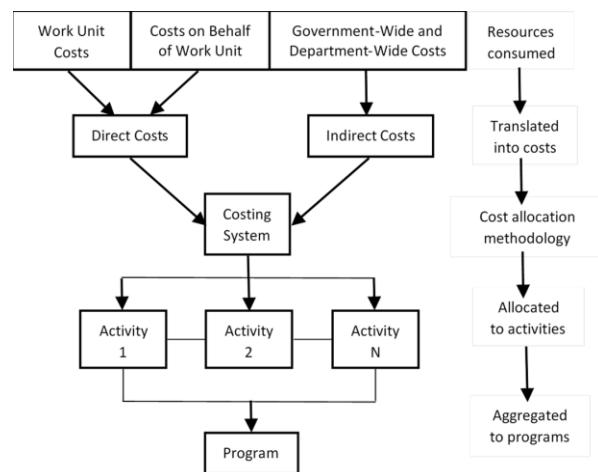 Work Unit
Costs
Costs on Behalf
of Work Unit
Government-Wide and
Department-Wide Costs
Resources
consumed
Direct Costs
Indirect Costs
Translated
into costs
Costing
System
Cost allocation
methodology
Activity
1
Activity
2
Activity
N
Allocated
to activities
Program
Aggregated
to programs